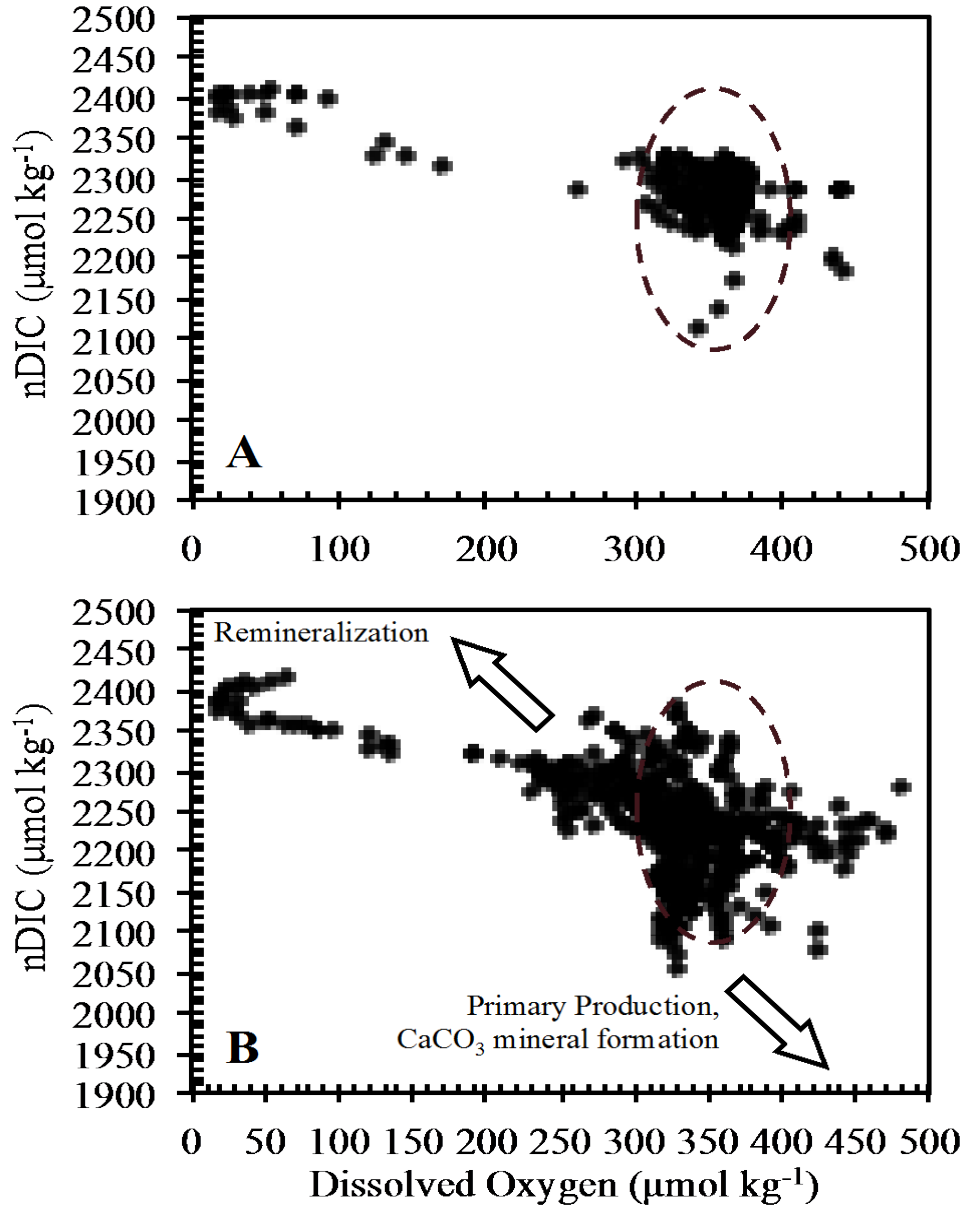 2500
2450
2400
2350
2300
2250
2200
2150
2100
2050
2000
1950
1900
nDIC (µmol kg⁻¹)
A
0 100 200 300 400 500
2500
2450
2400
2350
2300
2250
2200
2150
2100
2050
2000
1950
1900
nDIC (µmol kg⁻¹)
Remineralization
Primary Production,
CaCO₃ mineral formation
B
0 50 100 150 200 250 300 350 400 450 500
Dissolved Oxygen (µmol kg⁻¹)